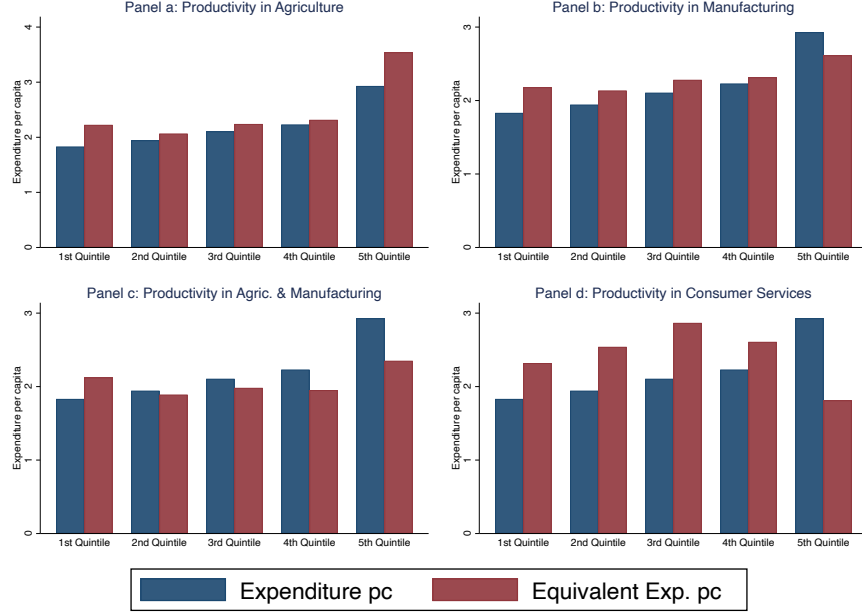 Panel a: Productivity in Agriculture
Expenditure per capita
0
1
2
3
4
1st Quintile 2nd Quintile 3rd Quintile 4th Quintile 5th Quintile
Panel b: Productivity in Manufacturing
Expenditure per capita
0
1
2
3
1st Quintile 2nd Quintile 3rd Quintile 4th Quintile 5th Quintile
Panel c: Productivity in Agric. & Manufacturing
Expenditure per capita
0
1
2
3
1st Quintile 2nd Quintile 3rd Quintile 4th Quintile 5th Quintile
Panel d: Productivity in Consumer Services
Expenditure per capita
0
1
2
3
1st Quintile 2nd Quintile 3rd Quintile 4th Quintile 5th Quintile
Expenditure pc Equivalent Exp. pc